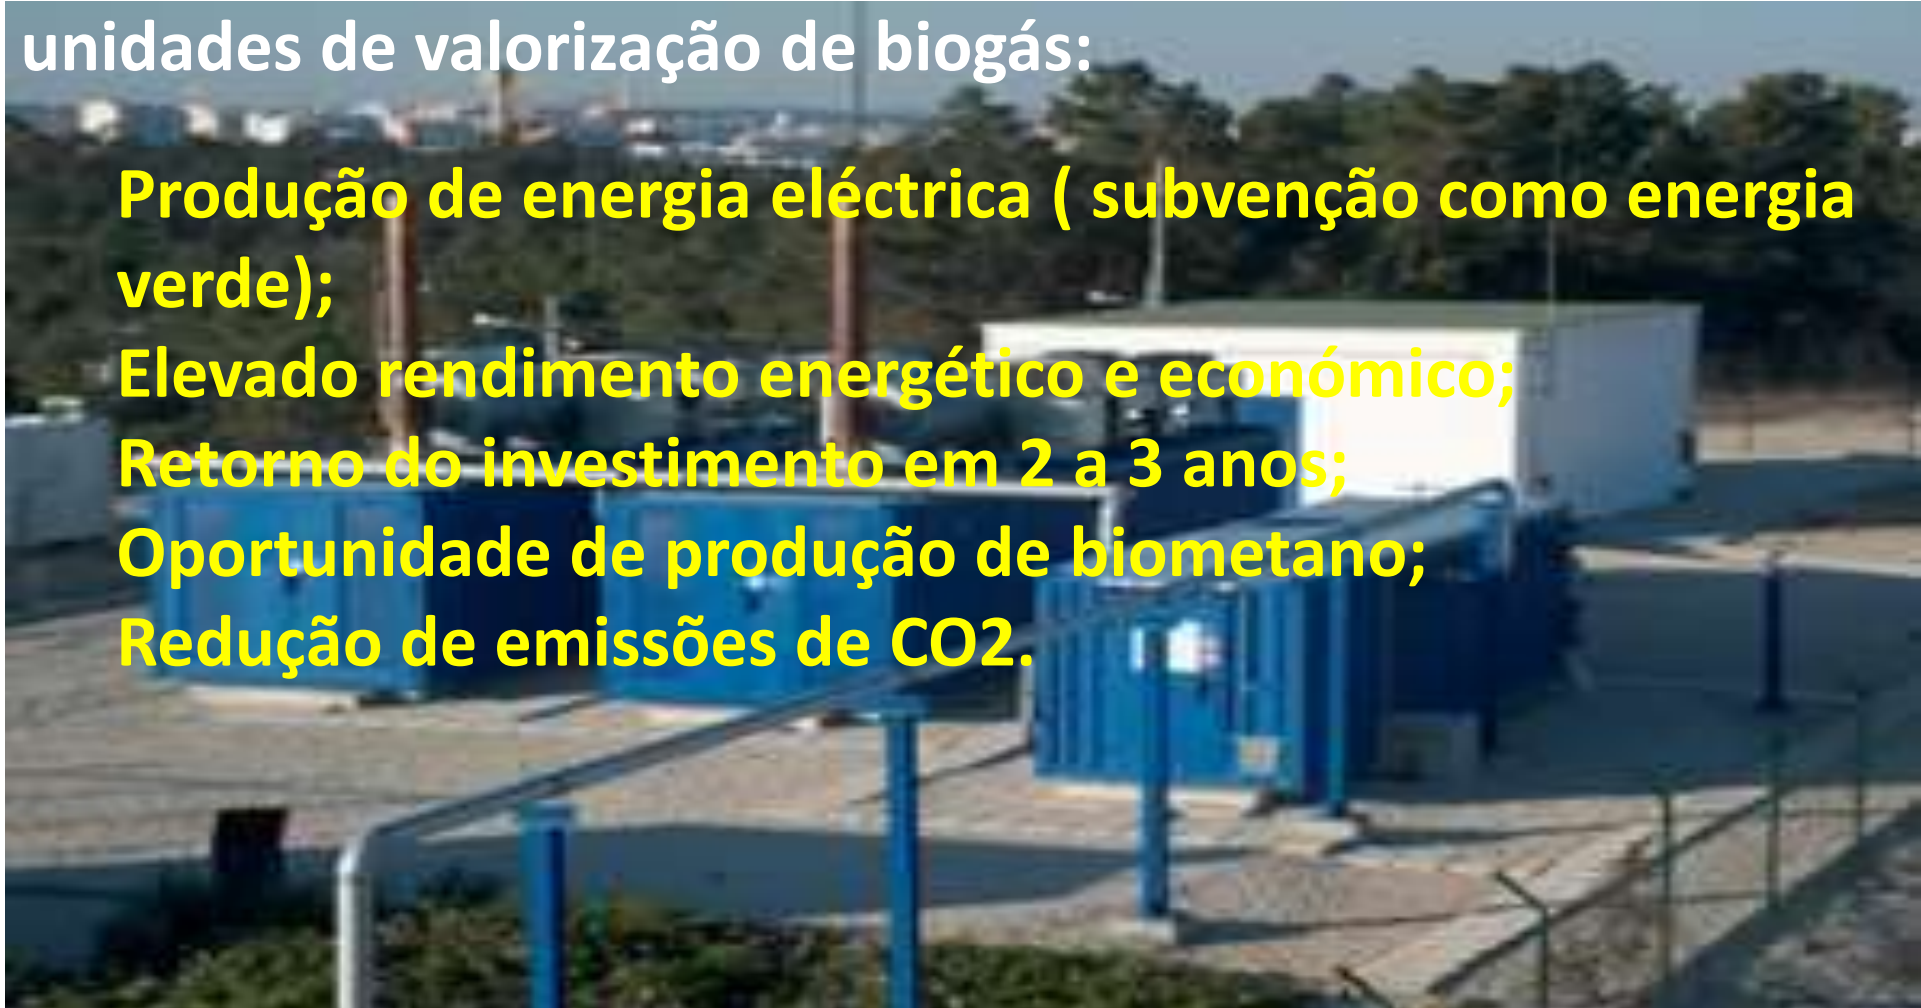 unidades de valorização de biogás:
Produção de energia eléctrica ( subvenção como energia
verde);
Elevado rendimento energético e económico;
Retorno do investimento em 2 a 3 anos;
Oportunidade de produção de biometano;
Redução de emissões de CO2.